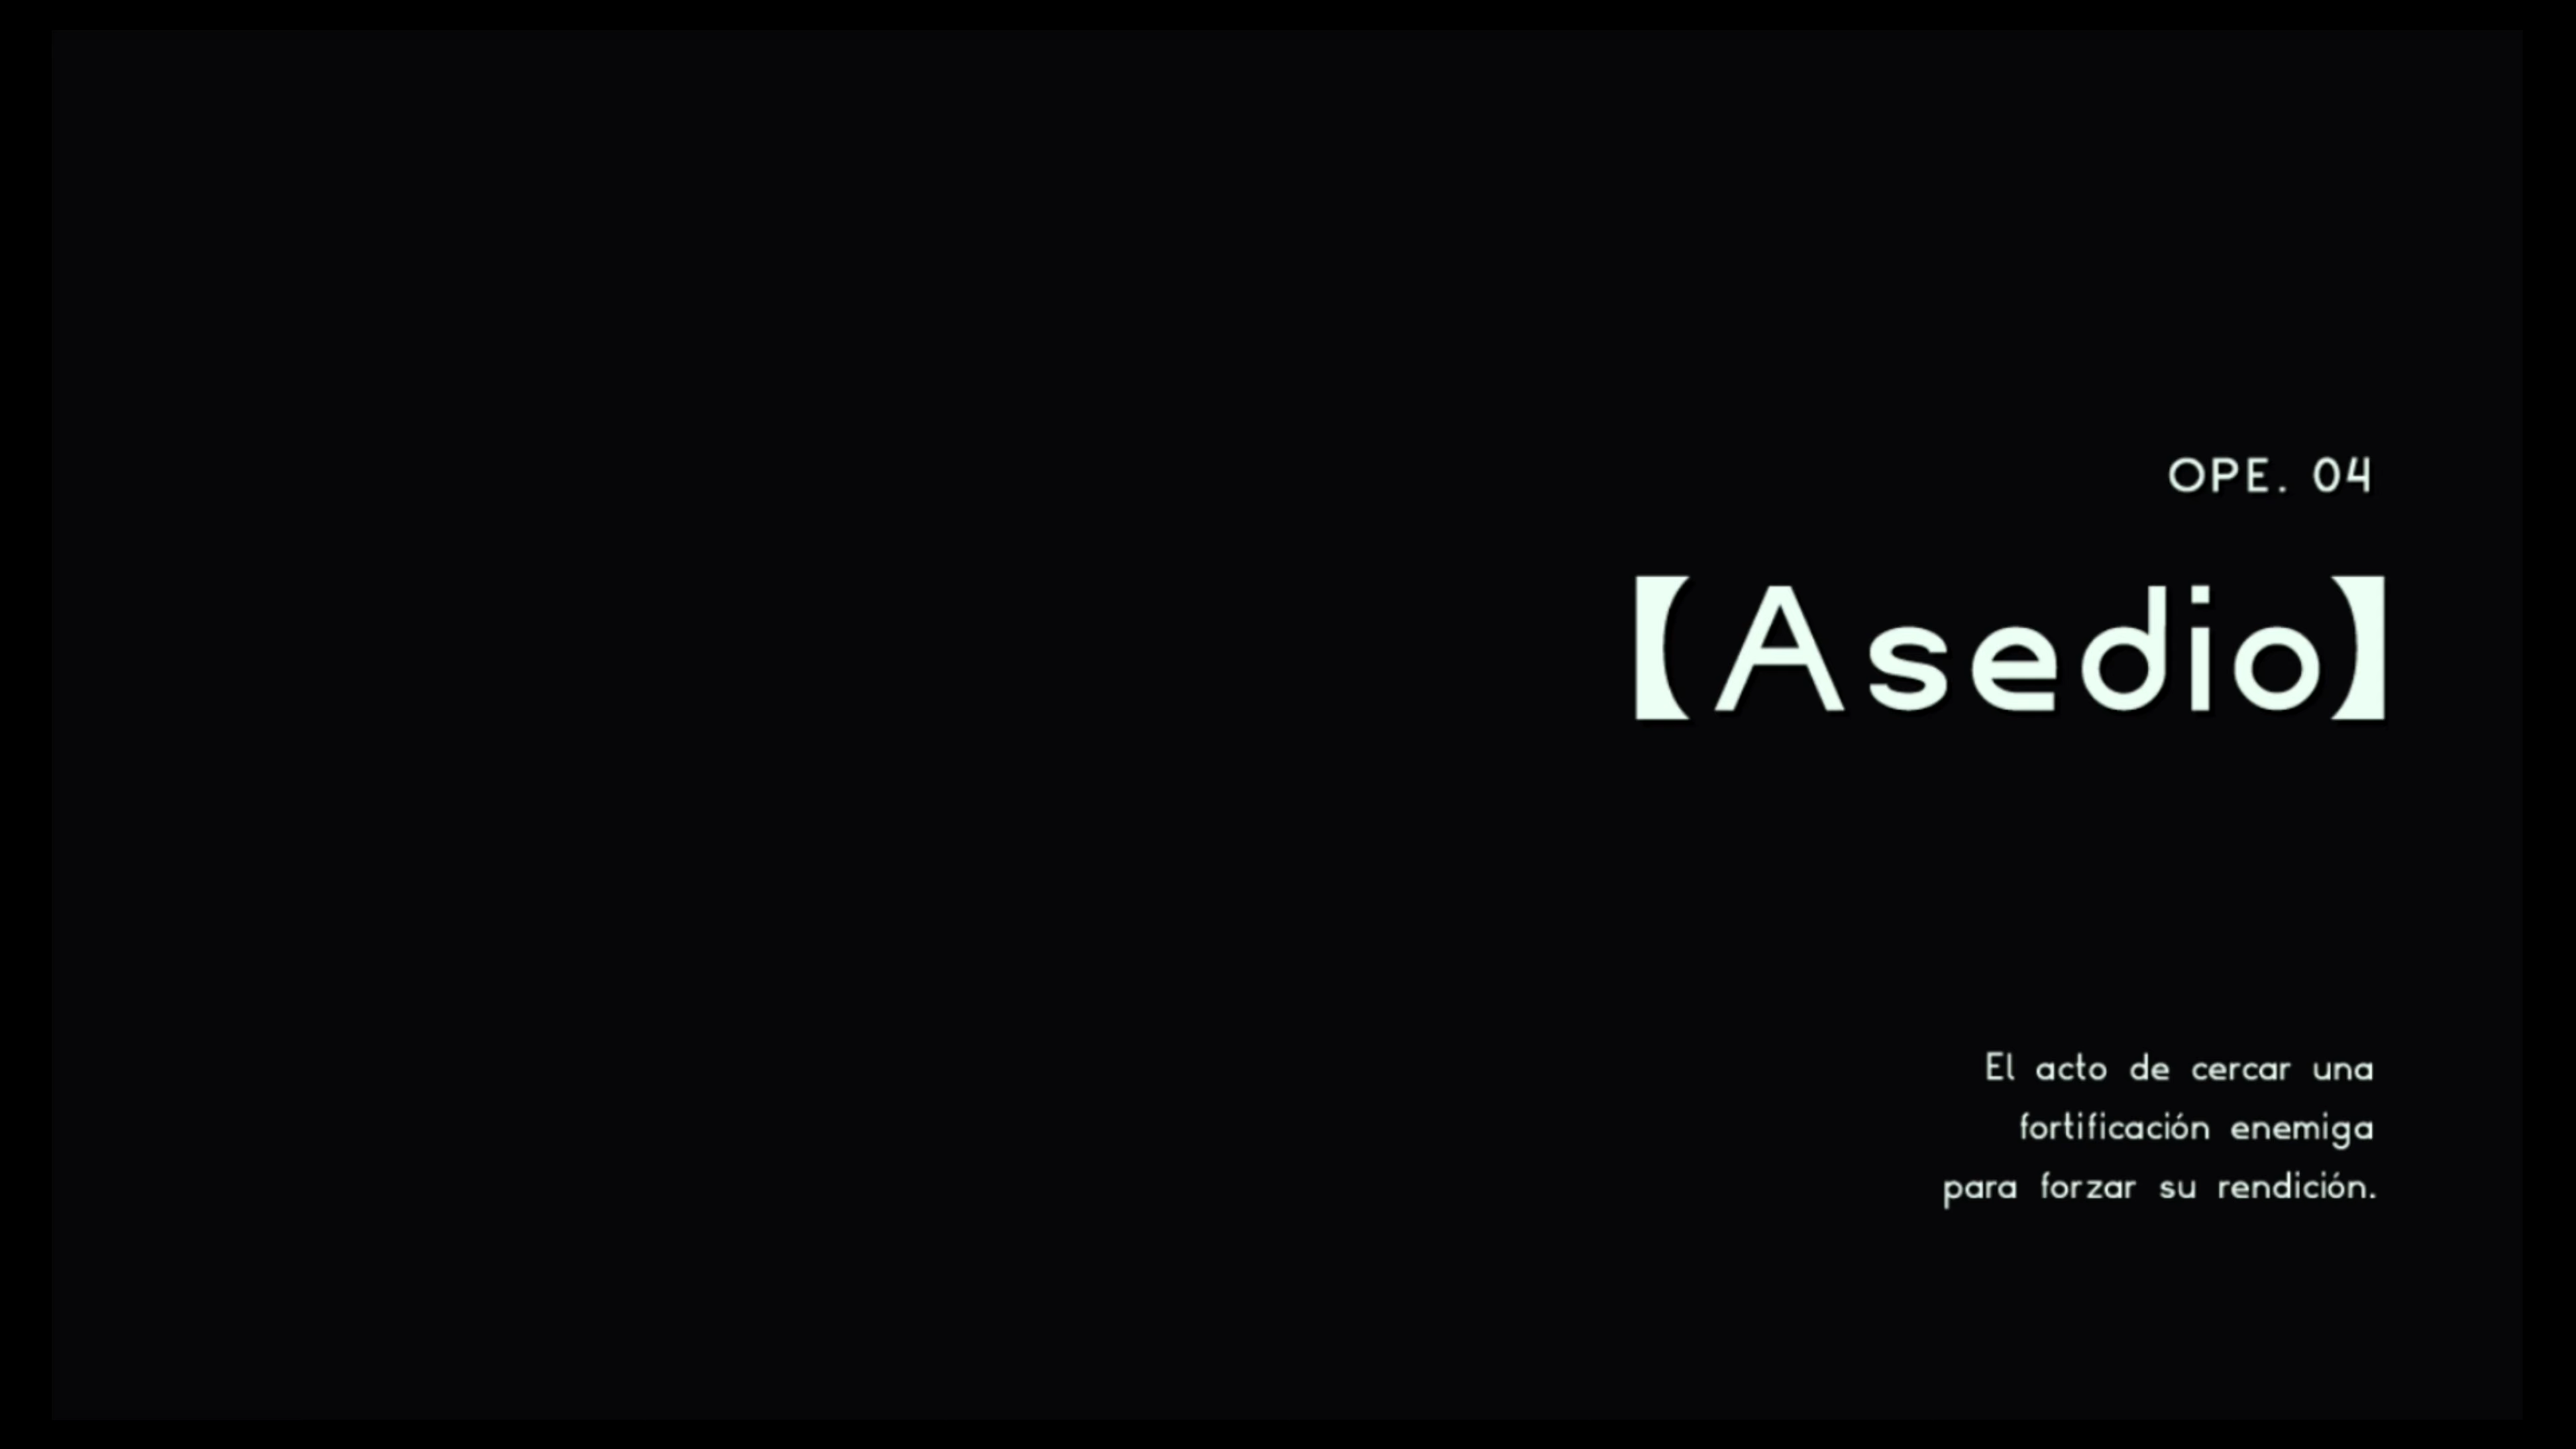 OPE. 04
【Asedio】
El acto de cercar una
fortificación enemiga
para forzar su rendición.